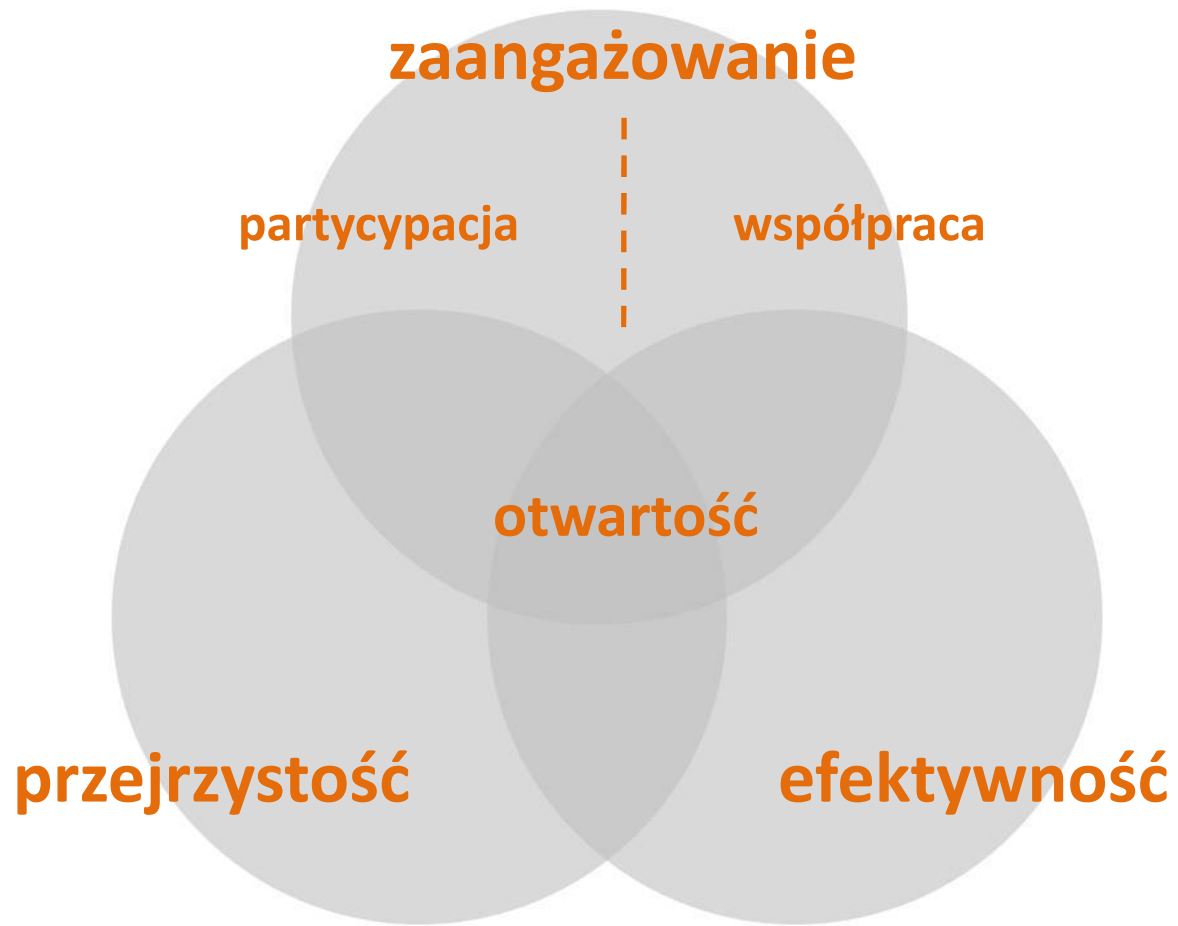 zaangażowanie
partycypacja
współpraca
otwartość
przejrzystość
efektywność